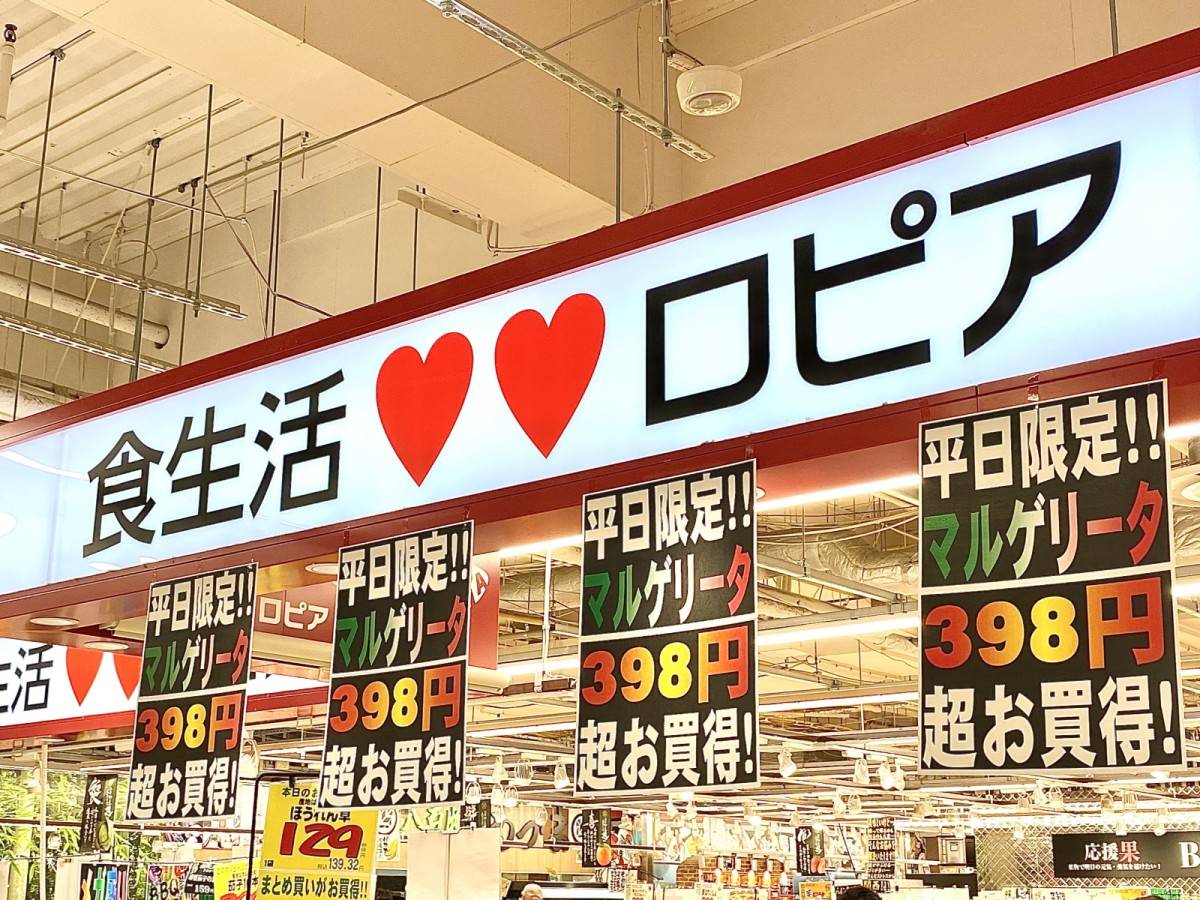 食生活♥♥ロピア
平日限定!!
マルゲリータ
398円
超お買得!
平日限定!!
マルゲリータ
398円
超お買得!
平日限定!!
マルゲリータ
398円
超お買得!
平日限定!!
マルゲリータ
398円
超お買得!
ロピア
生活♥♥
ほうれん草
129
139.32
まとめ買いがお買得!!
応援果